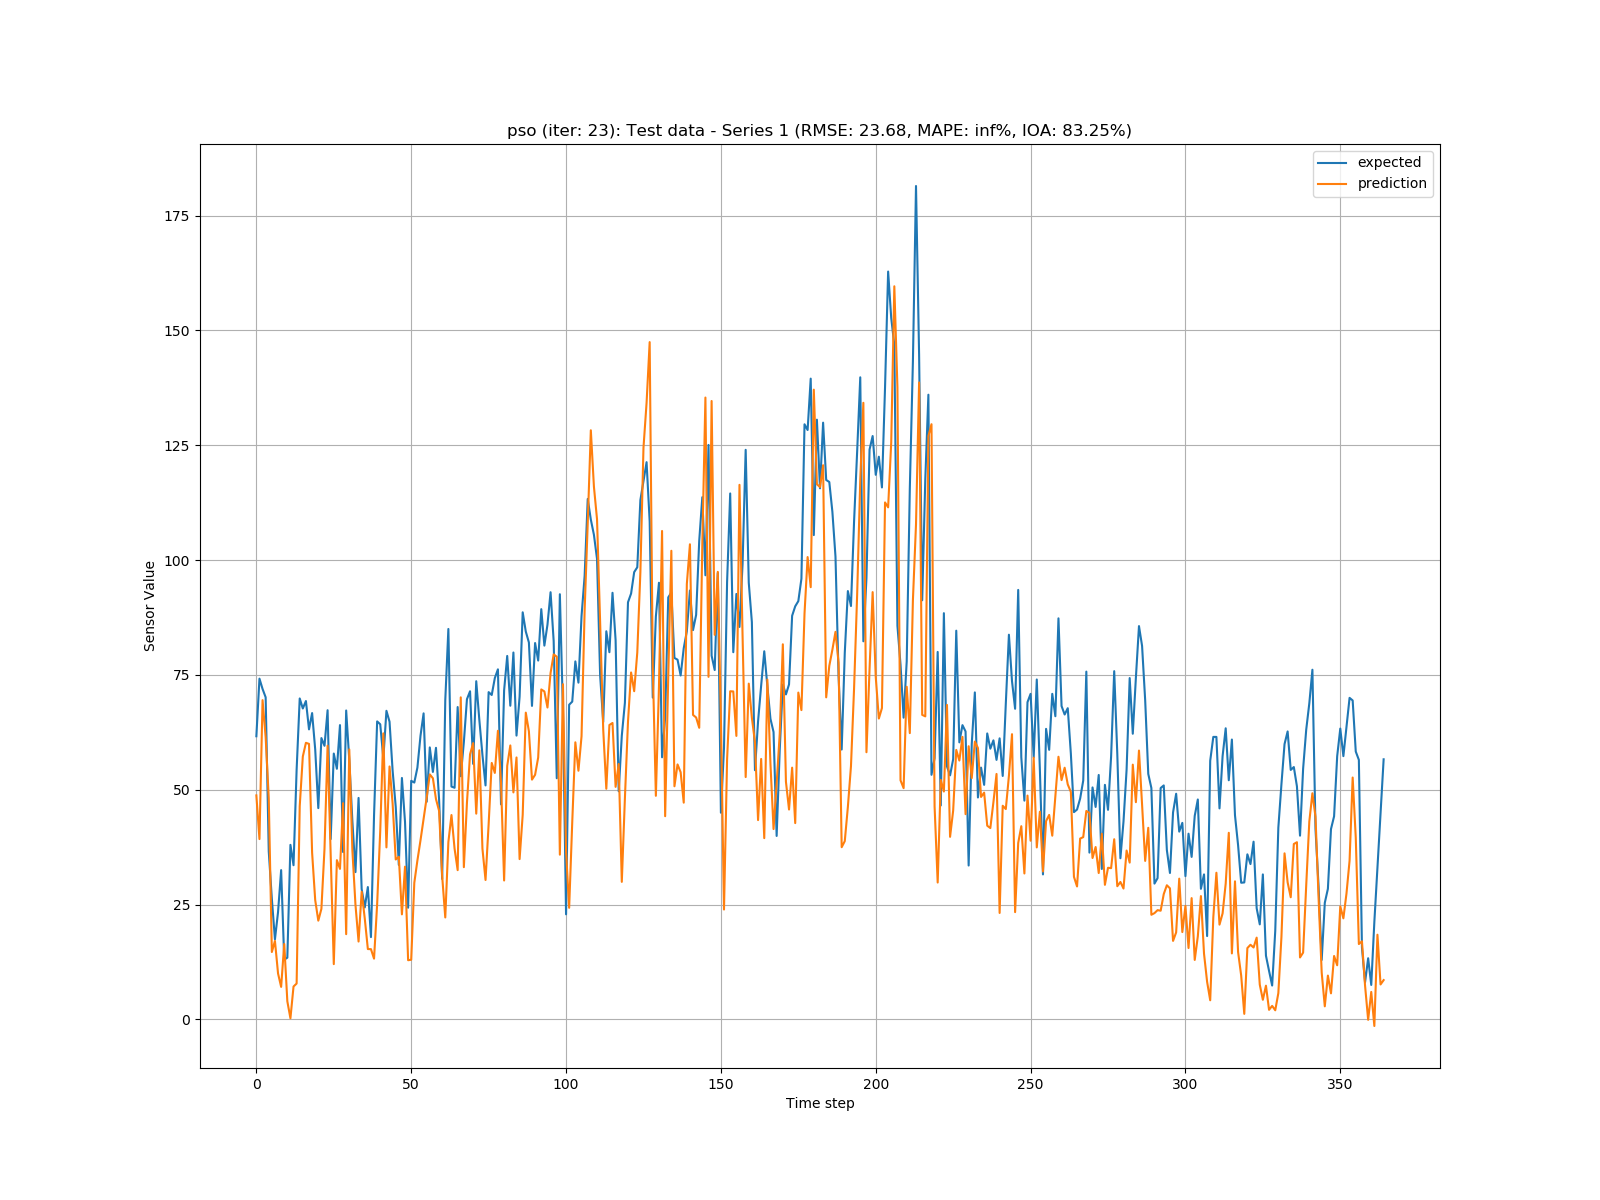 pso (iter: 23): Test data - Series 1 (RMSE: 23.68, MAPE: inf%, IOA: 83.25%)
expected
prediction
175
150
125
100
75
50
25
0
Sensor Value
0 50 100 150 200 250 300 350
Time step